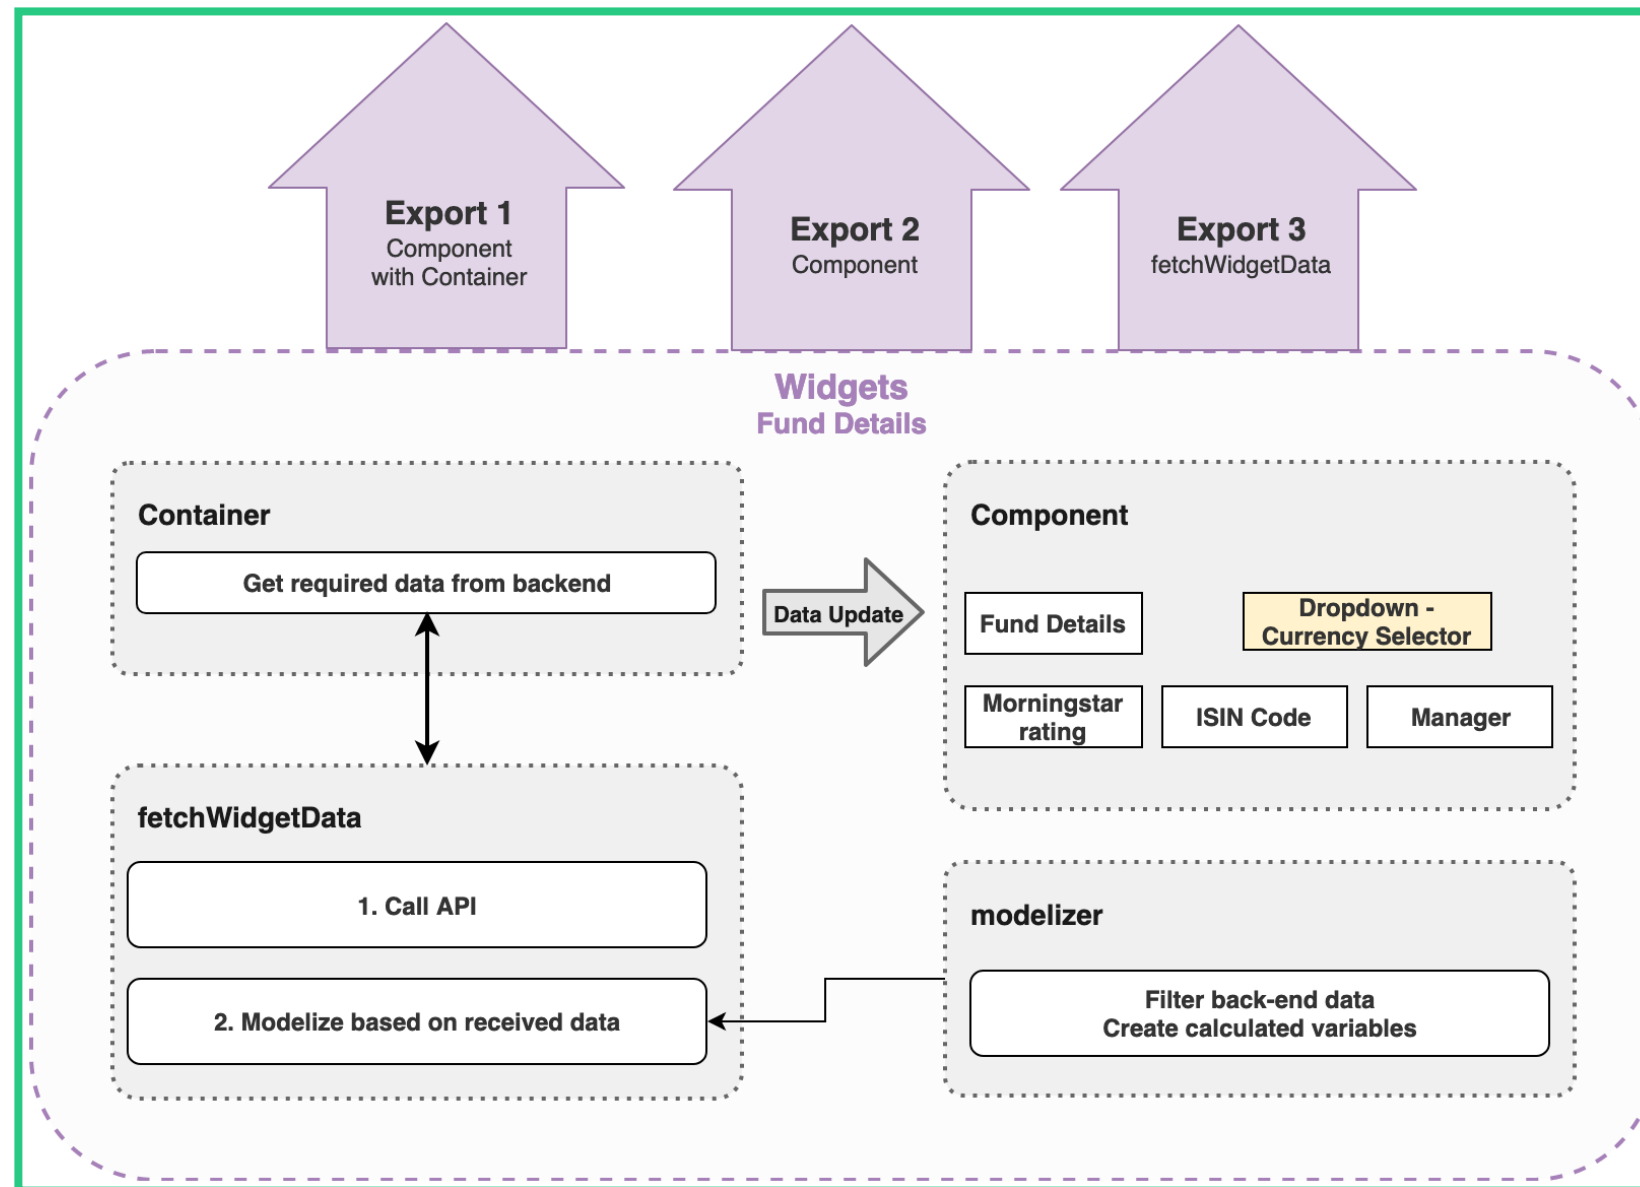 Export 1
Component
with Container
Export 2
Component
Export 3
fetchWidgetData
Widgets
Fund Details
Container
Get required data from backend
Data Update
Component
Fund Details
Dropdown -
Currency Selector
Morningstar
rating
ISIN Code
Manager
fetchWidgetData
1. Call API
2. Modelize based on received data
modelizer
Filter back-end data
Create calculated variables